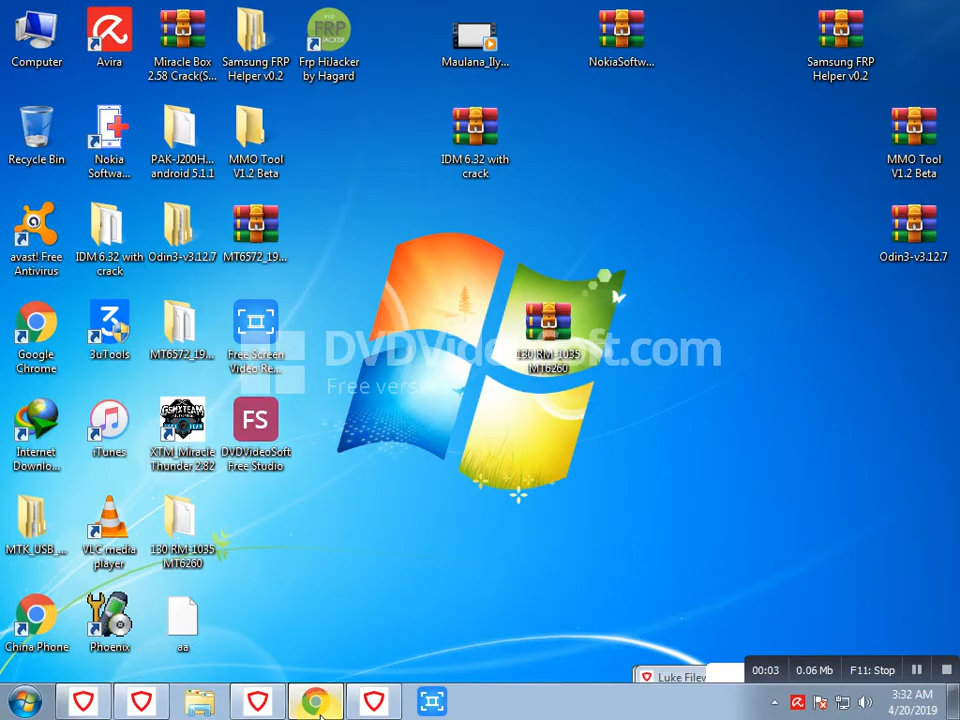 Computer
Avira
Miracle Box
2.58 Crack(S...
Samsung FRP
Helper v0.2
FRP
JACKER
Frp HiJacker
by Hagard
Maulana_Ily...
NokiaSoftw...
Samsung FRP
Helper v0.2
Recycle Bin
Nokia
Softwa...
PAK-J200H...
android 5.1.1
MMO Tool
V1.2 Beta
IDM 6.32 with
crack
MMO Tool
V1.2 Beta
avast! Free
Antivirus
IDM 6.32 with
crack
Odin3-v3.12.7
MT6572_19...
Odin3-v3.12.7
Google
Chrome
3uTools
MT6572_19...
Free Screen
Video Re...
130 RM-1035
MT6260
DVDVideoSoft.com
Free version
Internet
Downlo...
iTunes
GSMXTEAM
XTM_Miracle
Thunder 2.82
FS
DVDVideoSoft
Free Studio
MTK_USB_...
VLC media
player
130 RM-1035
MT6260
China Phone
Phoenix
aa
Luke Filew
00:03
0.06 Mb
F11: Stop
3:32 AM
4/20/2019